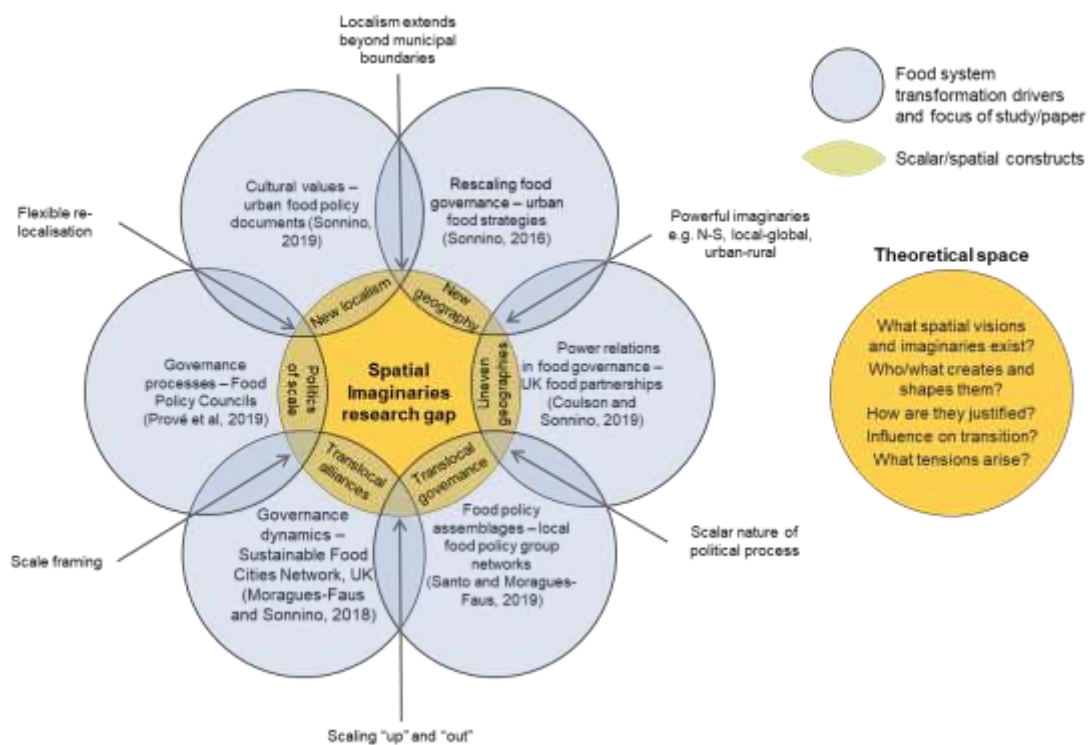 Localism extends
beyond municipal
boundaries
Food system
transformation drivers
and focus of study/paper
Scalar/spatial constructs
Cultural values –
urban food policy
documents (Sonnino,
2019)
Rescaling food
governance – urban
food strategies
(Sonnino, 2016)
Flexible re-
localisation
Powerful imaginaries
e.g. N-S, local-global,
urban-rural
Theoretical space
What spatial visions
and imaginaries exist?
Who/what creates and
shapes them?
How are they justified?
Influence on transition?
What tensions arise?
New localism
New
geography
Governance
processes – Food
Policy Councils
(Prové et al, 2019)
Politics
of scale
Spatial
Imaginaries
research gap
Uneven
geographies
Power relations
in food governance –
UK food partnerships
(Coulson and
Sonnino, 2019)
Translocal
alliances
Translocal
governance
Governance
dynamics –
Sustainable Food
Cities Network, UK
(Moragues-Faus
and Sonnino, 2018)
Food policy
assemblages – local
food policy group
networks
(Santo and Moragues-
Faus, 2019)
Scale framing
Scalar nature of
political process
Scaling “up” and “out”